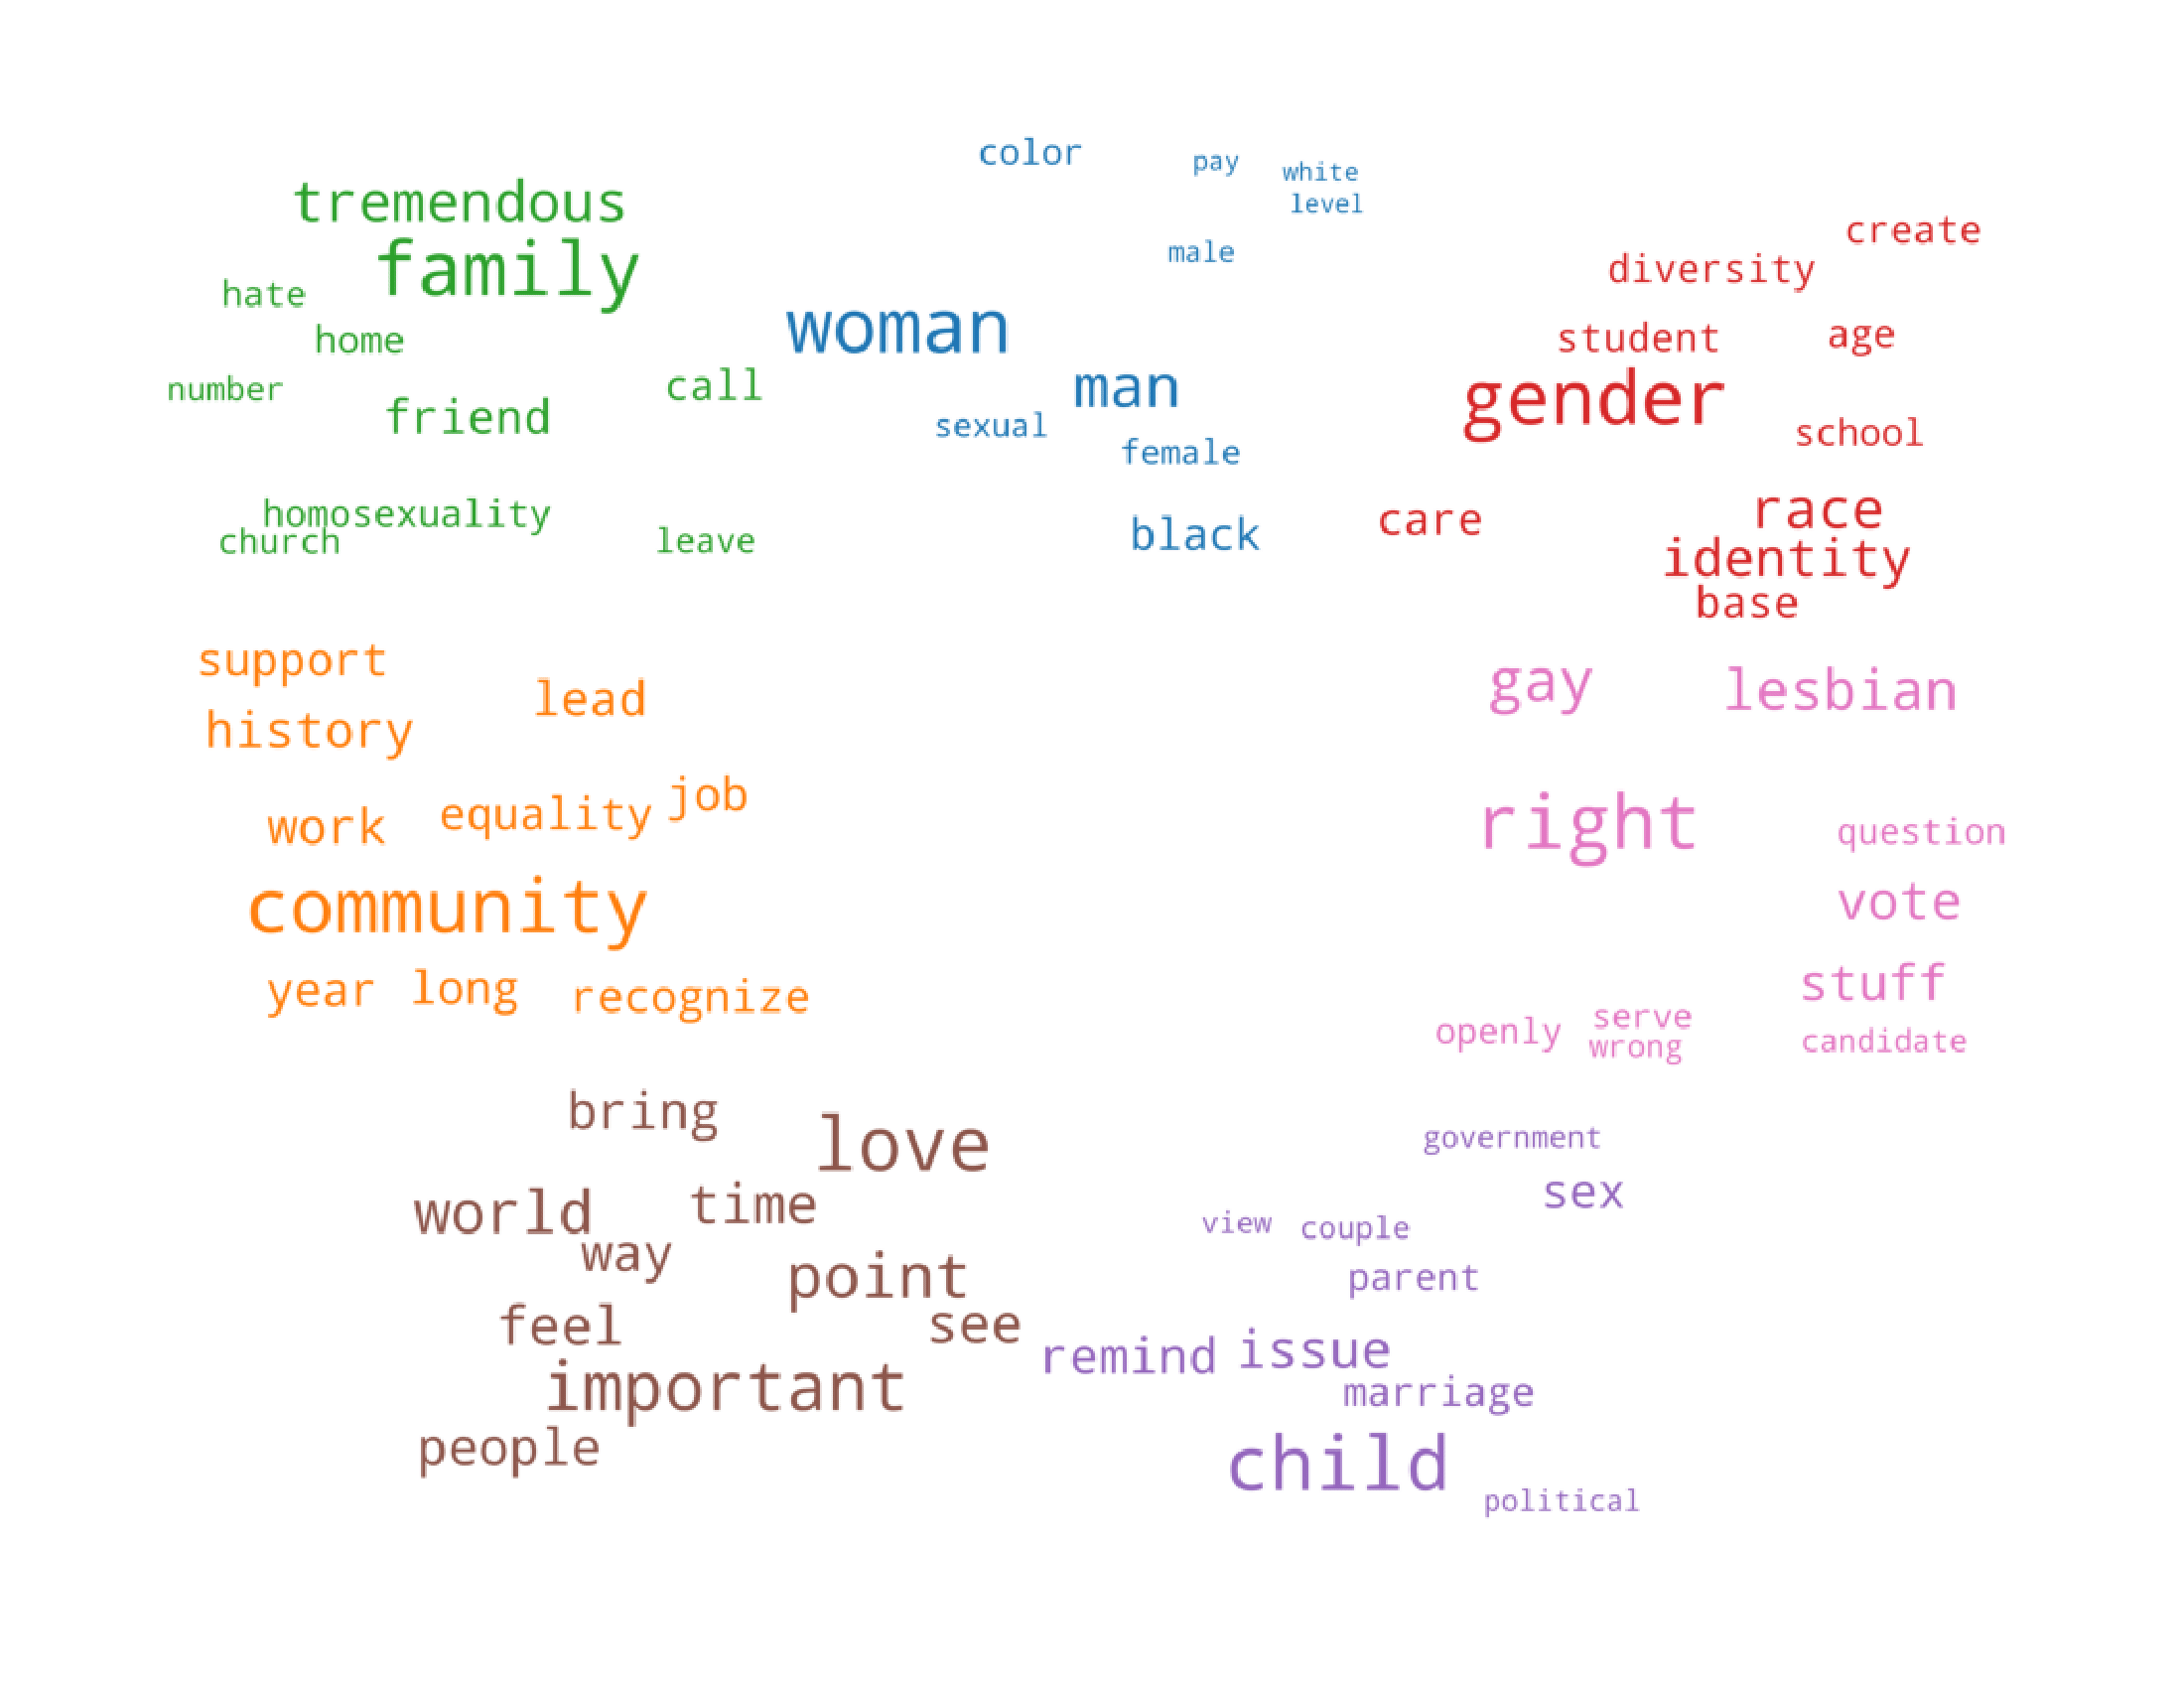 tremendous
family
hate
home
number
friend
call
homosexuality
church
leave
color
pay
white
level
male
woman
man
sexual
female
black
create
diversity
student
age
gender
school
care
race
identity
base
support
lead
history
job
work
equality
community
year
long
recognize
gay
lesbian
right
question
vote
stuff
openly
serve
wrong
candidate
bring
love
world
time
way
point
feel
see
important
people
government
sex
view
couple
parent
remind
issue
marriage
child
political